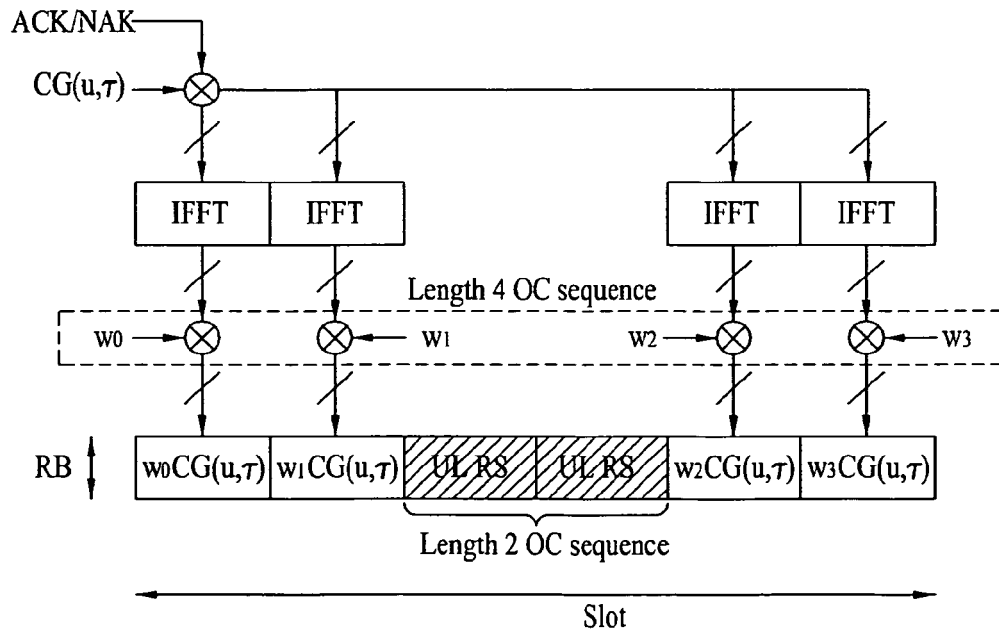 ACK/NAK
CG(u,τ)
IFFT IFFT IFFT IFFT
Length 4 OC sequence
w0 w1 w2 w3
RB w0CG(u,τ) w1CG(u,τ) UL RS UL RS w2CG(u,τ) w3CG(u,τ)
Length 2 OC sequence
Slot